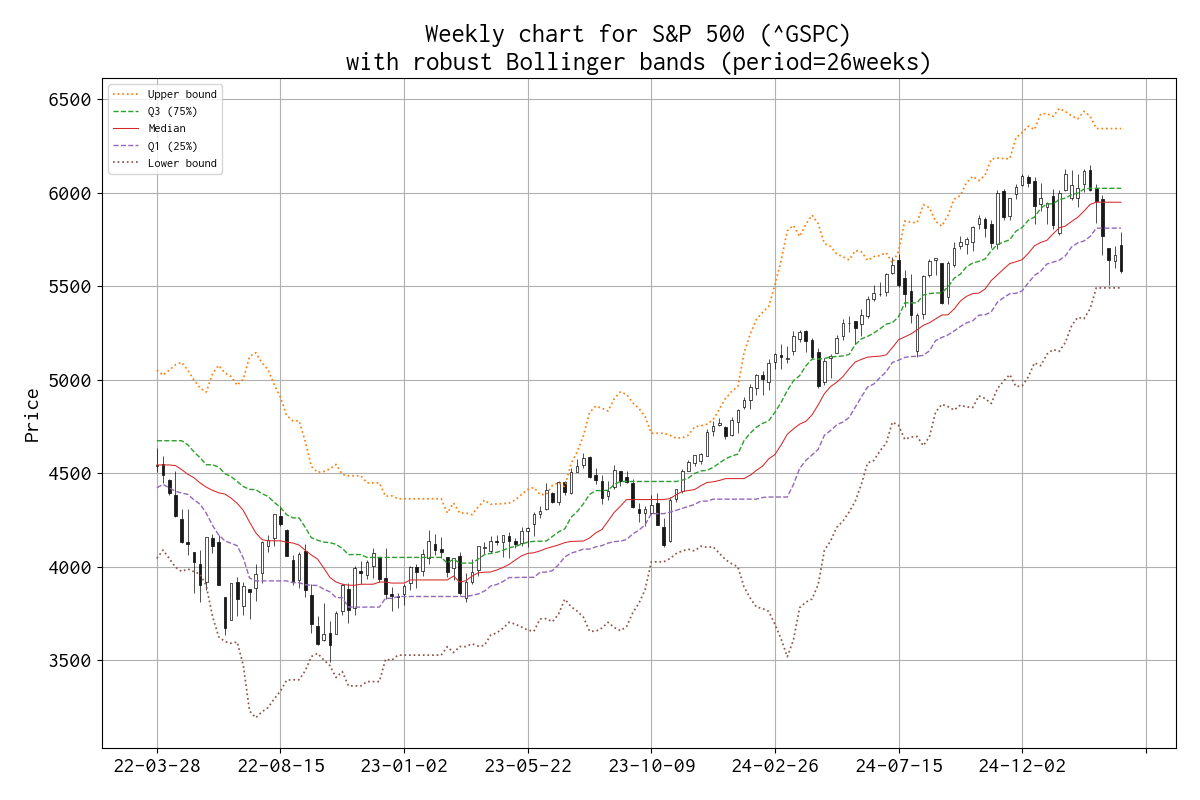 Weekly chart for S&P 500 (^GSPC)
with robust Bollinger bands (period=26weeks)
Upper bound
Q3 (75%)
Median
Q1 (25%)
Lower bound
Price
6500
6000
5500
5000
4500
4000
3500
22-03-28
22-08-15
23-01-02
23-05-22
23-10-09
24-02-26
24-07-15
24-12-02